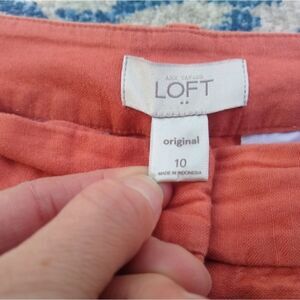 ANN TAYLOR
LOFT
original
10
MADE IN INDONESIA